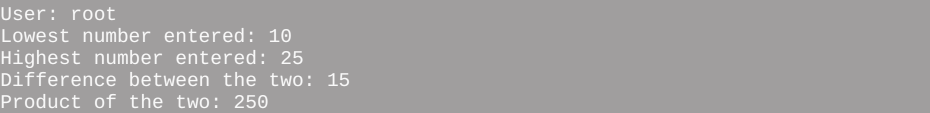 User: root
Lowest number entered: 10
Highest number entered: 25
Difference between the two: 15
Product of the two: 250